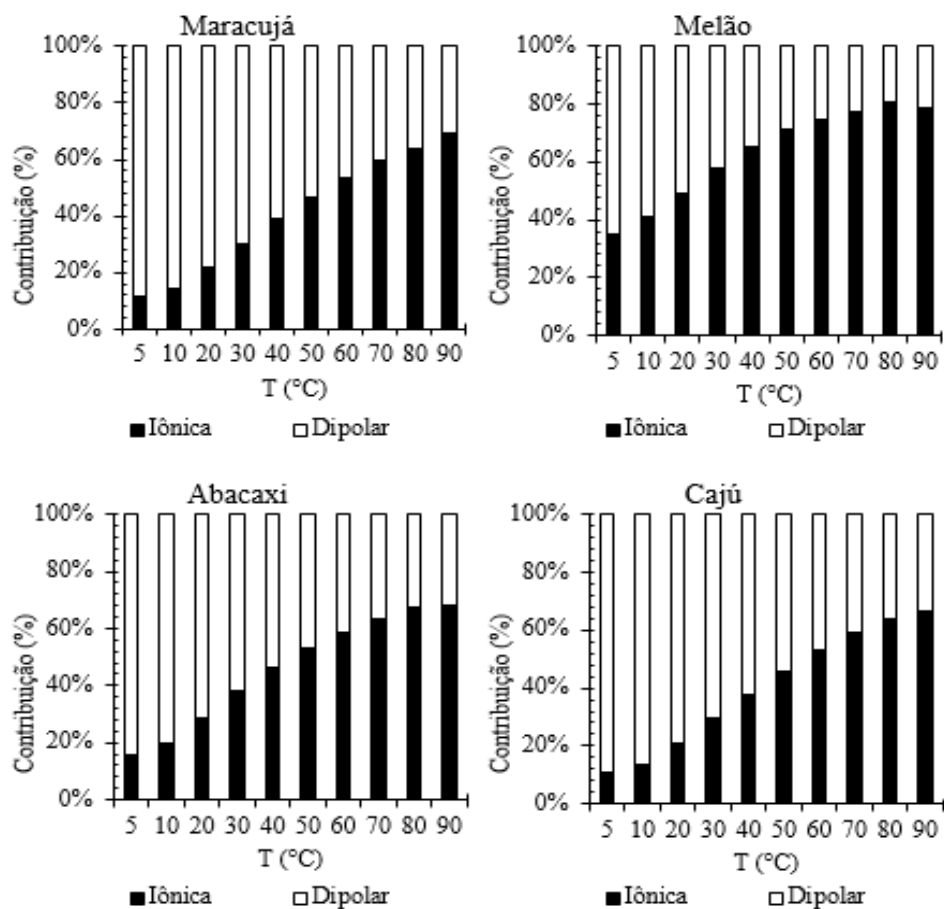 Maracujá
Contribuição (%)
100%
80%
60%
40%
20%
0%
5 10 20 30 40 50 60 70 80 90
T (°C)
■Iônica □Dipolar
Melão
Contribuição (%)
100%
80%
60%
40%
20%
0%
5 10 20 30 40 50 60 70 80 90
T (°C)
■Iônica □Dipolar
Abacaxi
Contribuição (%)
100%
80%
60%
40%
20%
0%
5 10 20 30 40 50 60 70 80 90
T (°C)
■Iônica □Dipolar
Cajú
Contribuição (%)
100%
80%
60%
40%
20%
0%
5 10 20 30 40 50 60 70 80 90
T (°C)
■Iônica □Dipolar